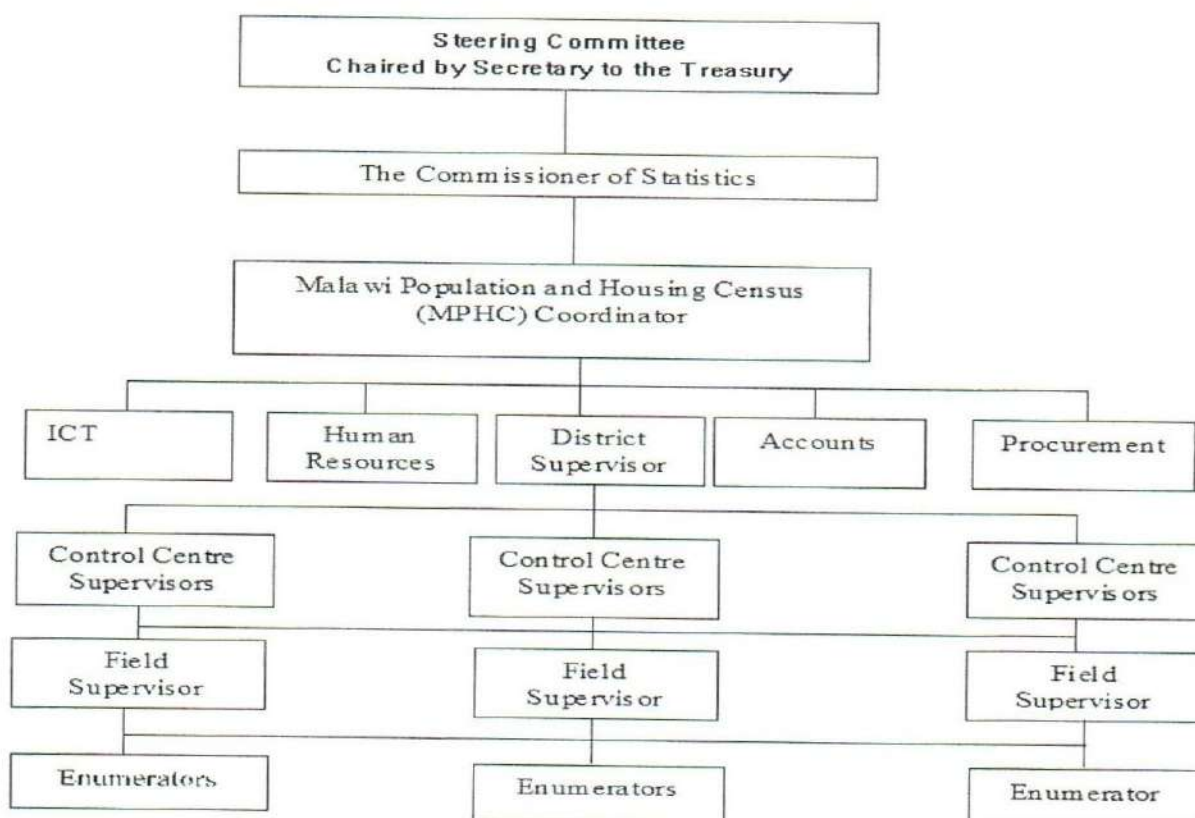 Steering Committee
Chaired by Secretary to the Treasury
The Commissioner of Statistics
Malawi Population and Housing Census
(MPHC) Coordinator
ICT
Human
Resources
District
Supervisor
Accounts
Procurement
Control Centre
Supervisors
Control Centre
Supervisors
Control Centre
Supervisors
Field
Supervisor
Field
Supervisor
Field
Supervisor
Enumerators
Enumerators
Enumerator